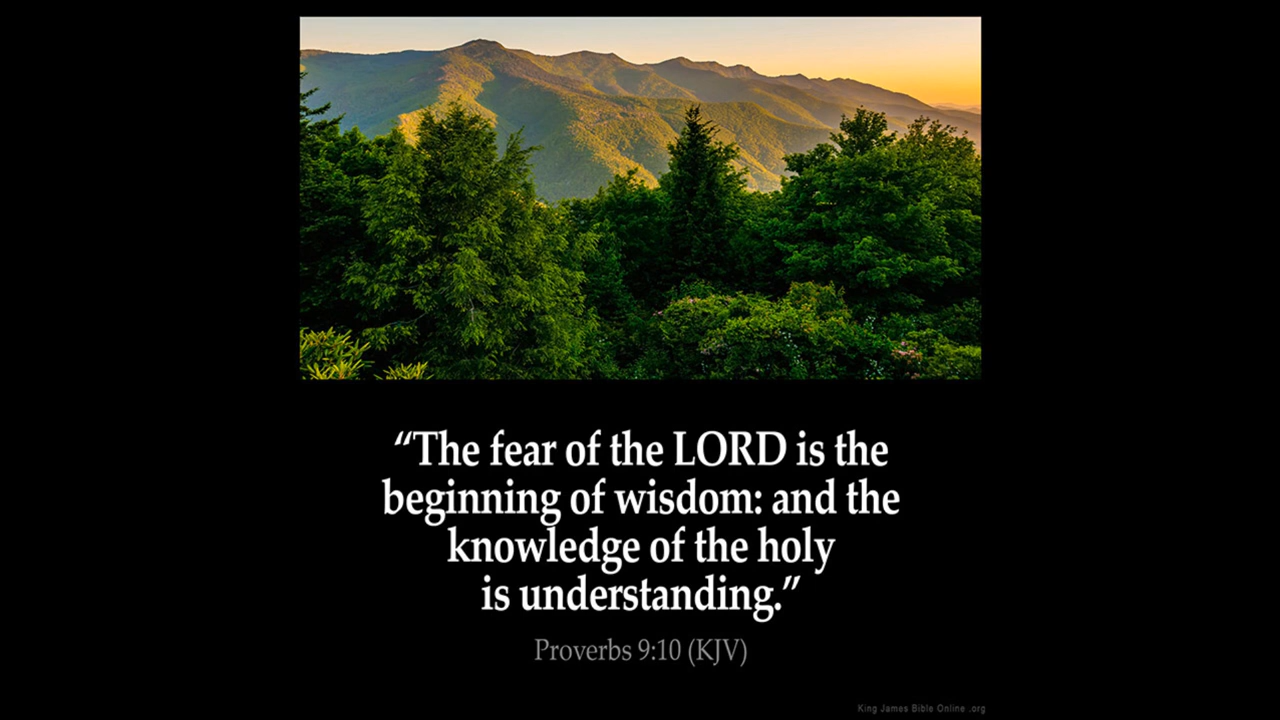 “The fear of the LORD is the
beginning of wisdom: and the
knowledge of the holy
is understanding.”
Proverbs 9:10 (KJV)
King James Bible Online .org